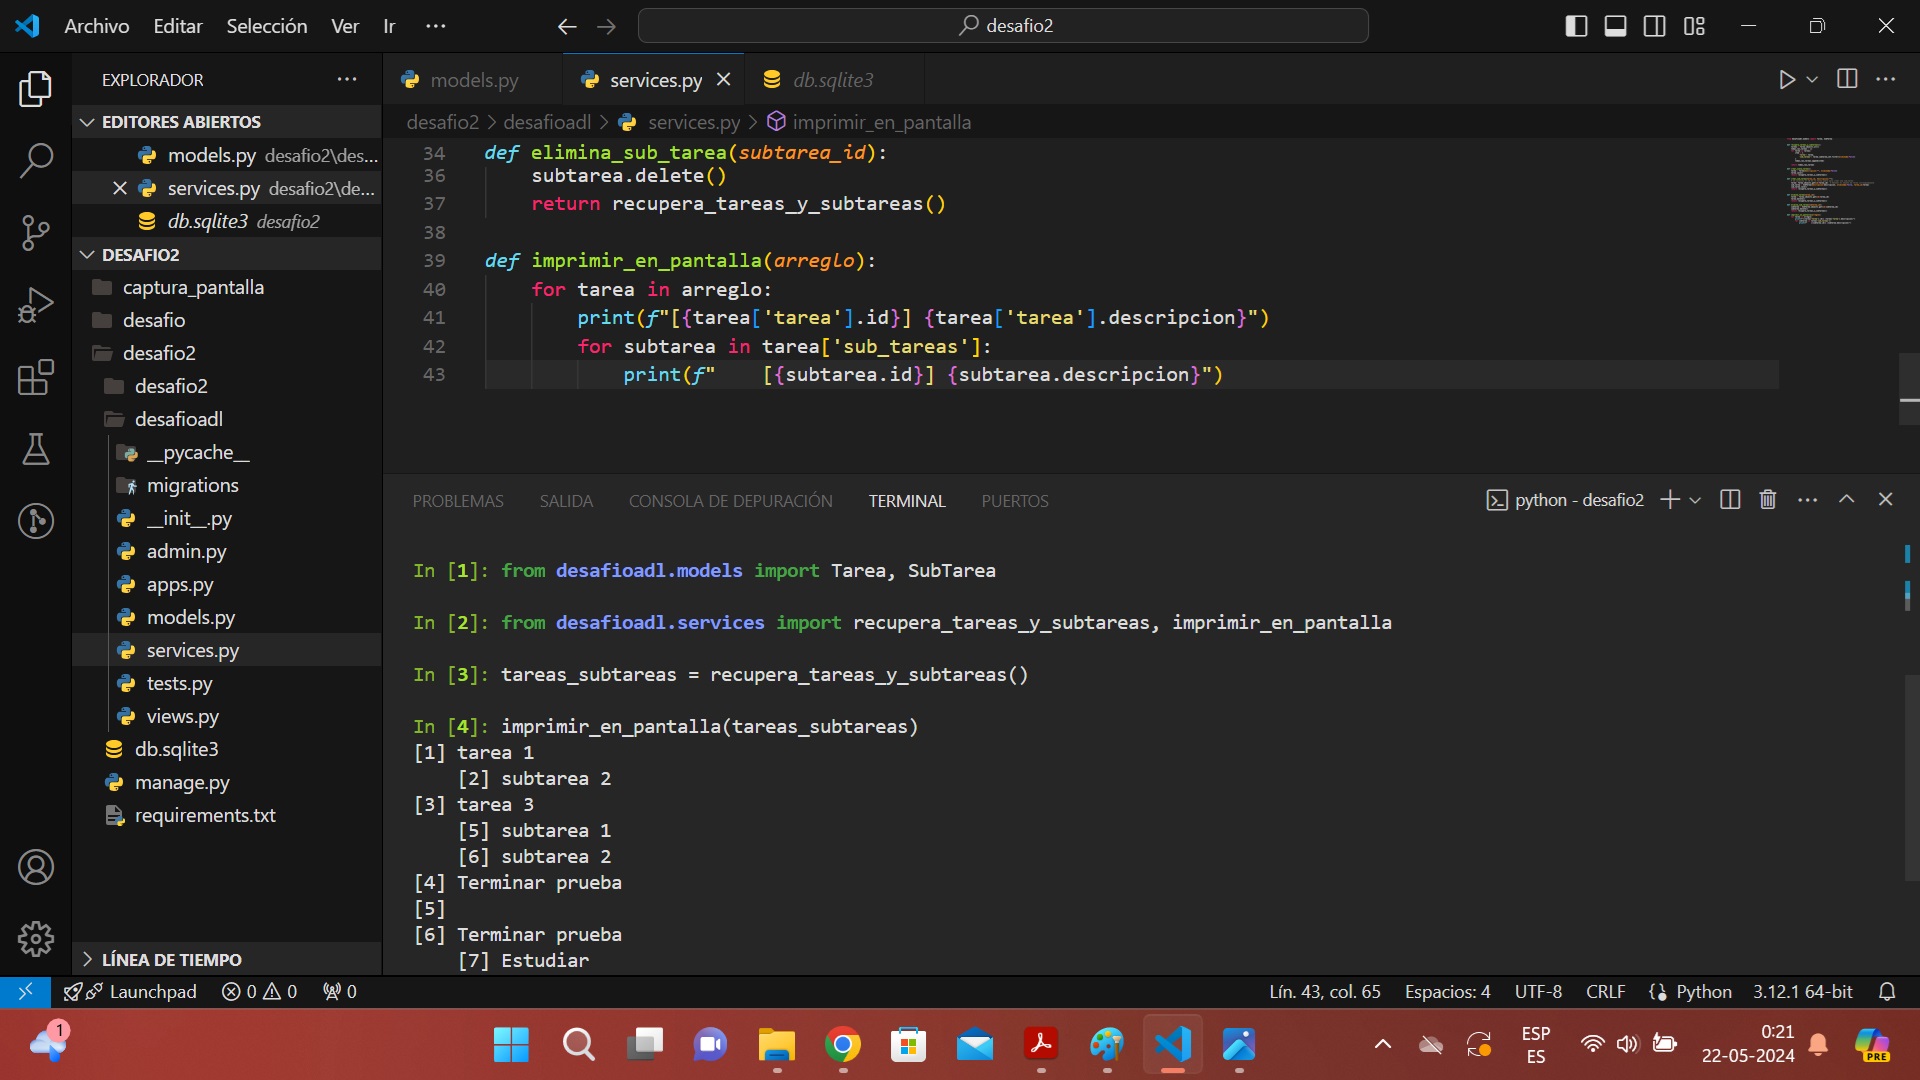 Archivo Editar Selección Ver Ir ··· desafio2
EXPLORADOR ···
EDITORES ABIERTOS
models.py desafio2\des...
services.py desafio2\de...
db.sqlite3 desafio2
DESAFIO2
captura_pantalla
desafio
desafio2
desafio2
desafioadl
__pycache__
migrations
__init__.py
admin.py
apps.py
models.py
services.py
tests.py
views.py
db.sqlite3
manage.py
requirements.txt
LÍNEA DE TIEMPO
models.py services.py db.sqlite3
desafio2 > desafioadl > services.py > imprimir_en_pantalla
34 def elimina_sub_tarea(subtarea_id):
36     subtarea.delete()
37     return recupera_tareas_y_subtareas()
38
39 def imprimir_en_pantalla(arreglo):
40     for tarea in arreglo:
41         print(f"[{tarea['tarea'].id}] {tarea['tarea'].descripcion}")
42         for subtarea in tarea['sub_tareas']:
43             print(f"    [{subtarea.id}] {subtarea.descripcion}")
PROBLEMAS SALIDA CONSOLA DE DEPURACIÓN TERMINAL PUERTOS python - desafio2
In [1]: from desafioadl.models import Tarea, SubTarea
In [2]: from desafioadl.services import recupera_tareas_y_subtareas, imprimir_en_pantalla
In [3]: tareas_subtareas = recupera_tareas_y_subtareas()
In [4]: imprimir_en_pantalla(tareas_subtareas)
[1] tarea 1
    [2] subtarea 2
[3] tarea 3
    [5] subtarea 1
    [6] subtarea 2
[4] Terminar prueba
[5]
[6] Terminar prueba
    [7] Estudiar
Launchpad 0 0 0 Lín. 43, col. 65 Espacios: 4 UTF-8 CRLF Python 3.12.1 64-bit
1 ESP 0:21
ES 22-05-2024 PRE